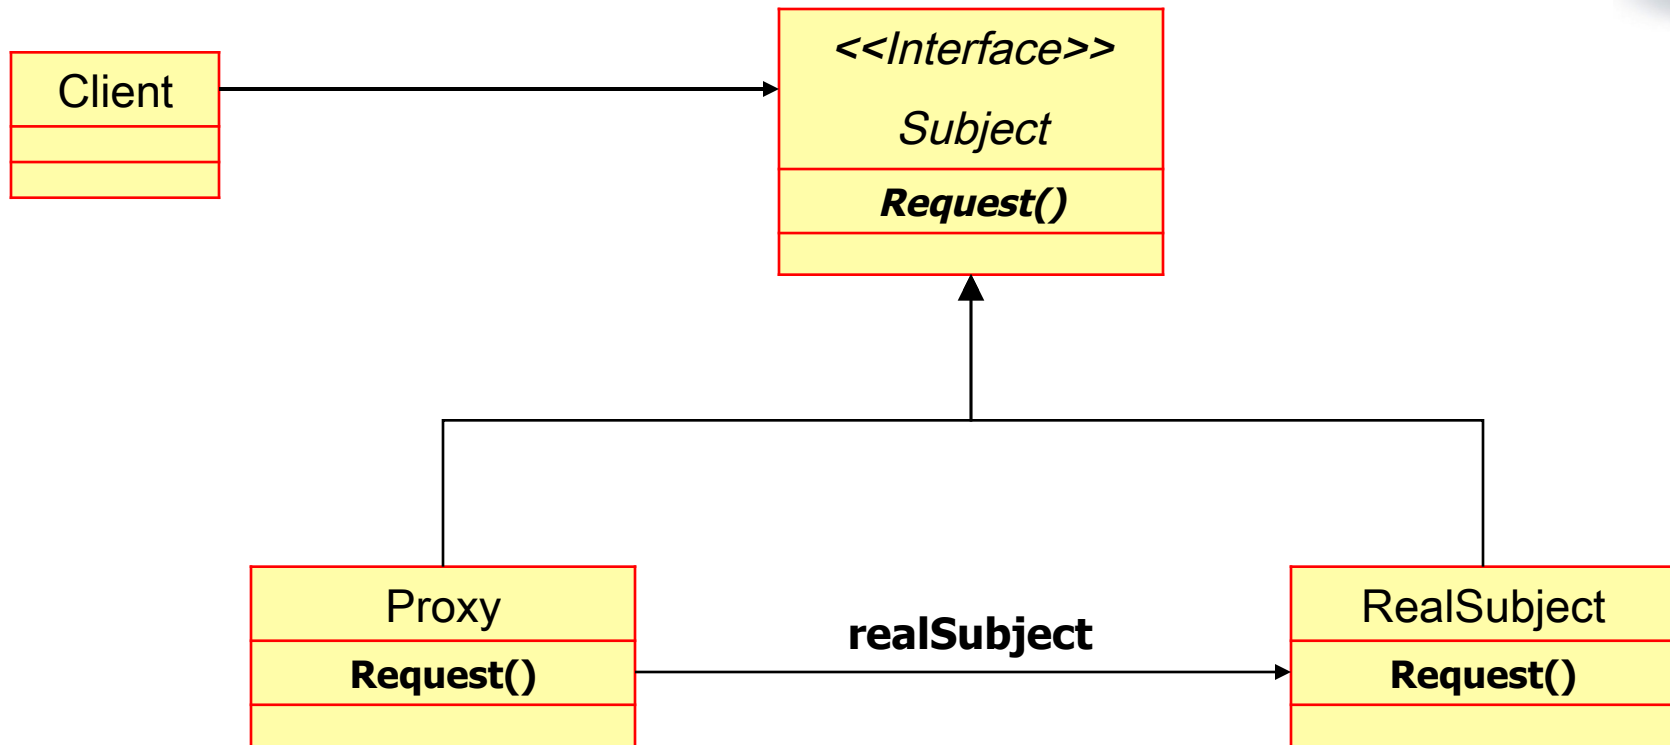 Client
<<Interface>>
Subject
Request()
Proxy
Request()
realSubject
RealSubject
Request()